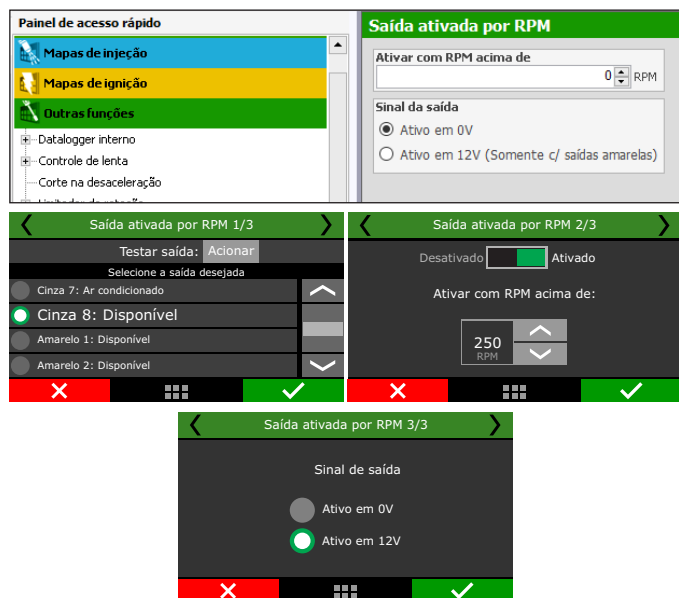 Painel de acesso rápido
Mapas de injeção
Mapas de ignição
Outras funções
Datalogger interno
Controle de lenta
Corte na desaceleração
Saída ativada por RPM
Ativar com RPM acima de
0 RPM
Sinal da saída
Ativo em 0V
Ativo em 12V (Somente c/ saídas amarelas)
Saída ativada por RPM 1/3
Testar saída: Acionar
Selecione a saída desejada
Cinza 7: Ar condicionado
Cinza 8: Disponível
Amarelo 1: Disponível
Amarelo 2: Disponível
Saída ativada por RPM 2/3
Desativado Ativado
Ativar com RPM acima de:
250
RPM
Saída ativada por RPM 3/3
Sinal de saída
Ativo em 0V
Ativo em 12V